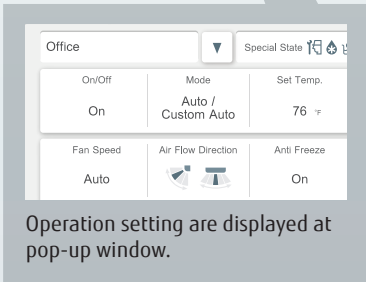 Office
Special State
On/Off
Mode
Set Temp.
On
Auto /
Custom Auto
76 °F
Fan Speed
Air Flow Direction
Anti Freeze
Auto
On
Operation setting are displayed at
pop-up window.